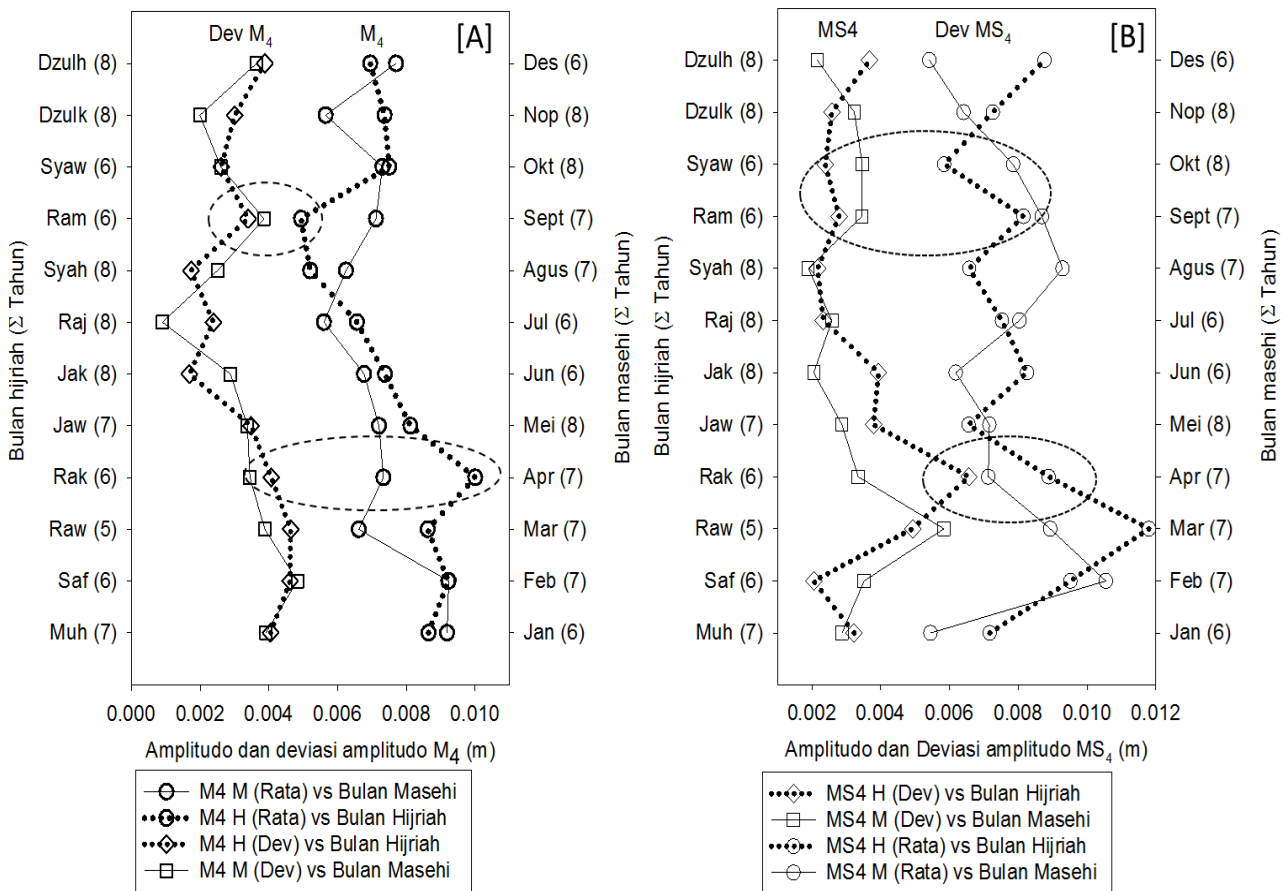 Dev M4 M4 [A]
Dzulh (8)
Dzulk (8)
Syaw (6)
Ram (6)
Syah (8)
Raj (8)
Jak (8)
Jaw (7)
Rak (6)
Raw (5)
Saf (6)
Muh (7)
Bulan hijriah (Σ Tahun)
Des (6)
Nop (8)
Okt (8)
Sept (7)
Agus (7)
Jul (6)
Jun (6)
Mei (8)
Apr (7)
Mar (7)
Feb (7)
Jan (6)
Bulan masehi (Σ Tahun)
0.000 0.002 0.004 0.006 0.008 0.010
Amplitudo dan deviasi amplitudo M4 (m)
M4 M (Rata) vs Bulan Masehi
M4 H (Rata) vs Bulan Hijriah
M4 H (Dev) vs Bulan Hijriah
M4 M (Dev) vs Bulan Masehi
MS4 Dev MS4 [B]
Dzulh (8)
Dzulk (8)
Syaw (6)
Ram (6)
Syah (8)
Raj (8)
Jak (8)
Jaw (7)
Rak (6)
Raw (5)
Saf (6)
Muh (7)
Bulan hijriah (Σ Tahun)
Des (6)
Nop (8)
Okt (8)
Sept (7)
Agus (7)
Jul (6)
Jun (6)
Mei (8)
Apr (7)
Mar (7)
Feb (7)
Jan (6)
Bulan masehi (Σ Tahun)
0.002 0.004 0.006 0.008 0.010 0.012
Amplitudo dan Deviasi amplitudo MS4 (m)
MS4 H (Dev) vs Bulan Hijriah
MS4 M (Dev) vs Bulan Masehi
MS4 H (Rata) vs Bulan Hijriah
MS4 M (Rata) vs Bulan Masehi